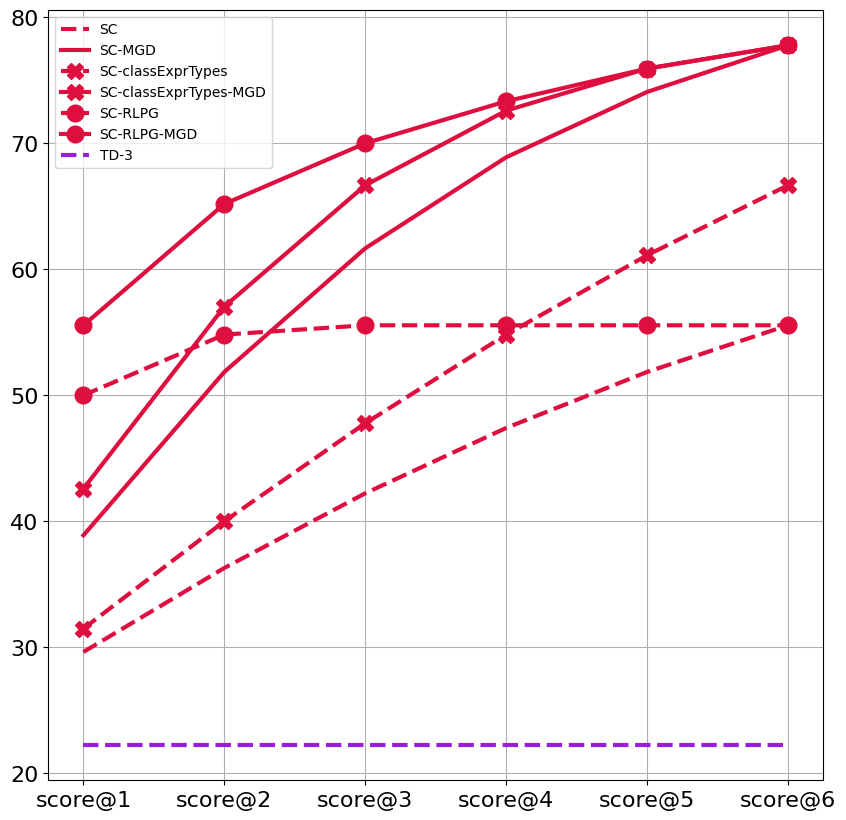 80
70
60
50
40
30
20
SC
SC-MGD
SC-classExprTypes
SC-classExprTypes-MGD
SC-RLPG
SC-RLPG-MGD
TD-3
score@1 score@2 score@3 score@4 score@5 score@6